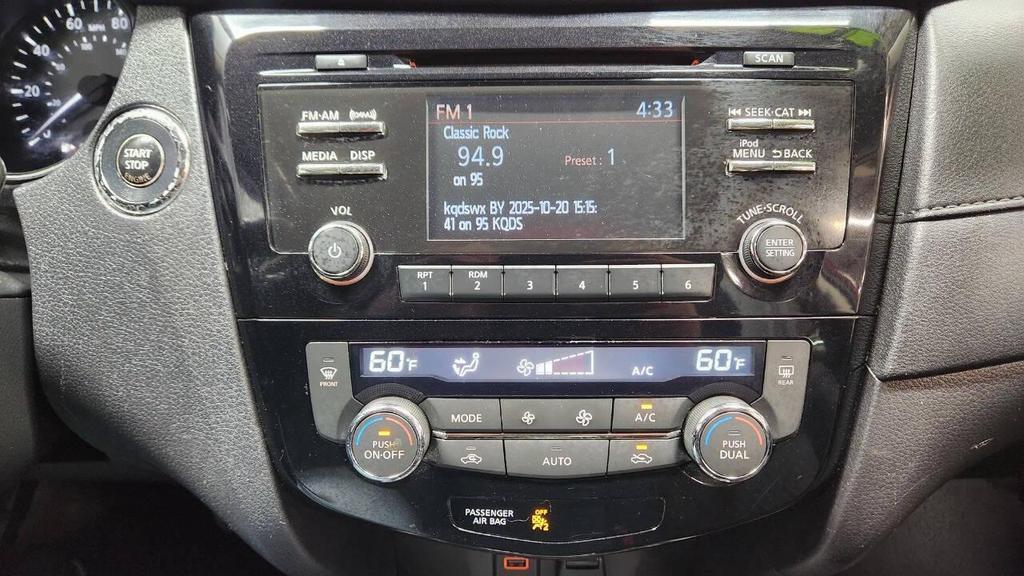 60 MPH 80
40
20
START
STOP
ENGINE
SCAN
FM·AM
MEDIA DISP
VOL
FM 1 4:33
Classic Rock
94.9 Preset : 1
on 95
kqdswx BY 2025-10-20 15:15:
41 on 95 KQDS
SEEK·CAT
iPod
MENU BACK
TUNE·SCROLL
ENTER
SETTING
RPT RDM
1 2 3 4 5 6
60°F A/C 60°F
FRONT
REAR
MODE A/C
PUSH
ON·OFF
AUTO
PUSH
DUAL
PASSENGER
AIR BAG
OFF
2